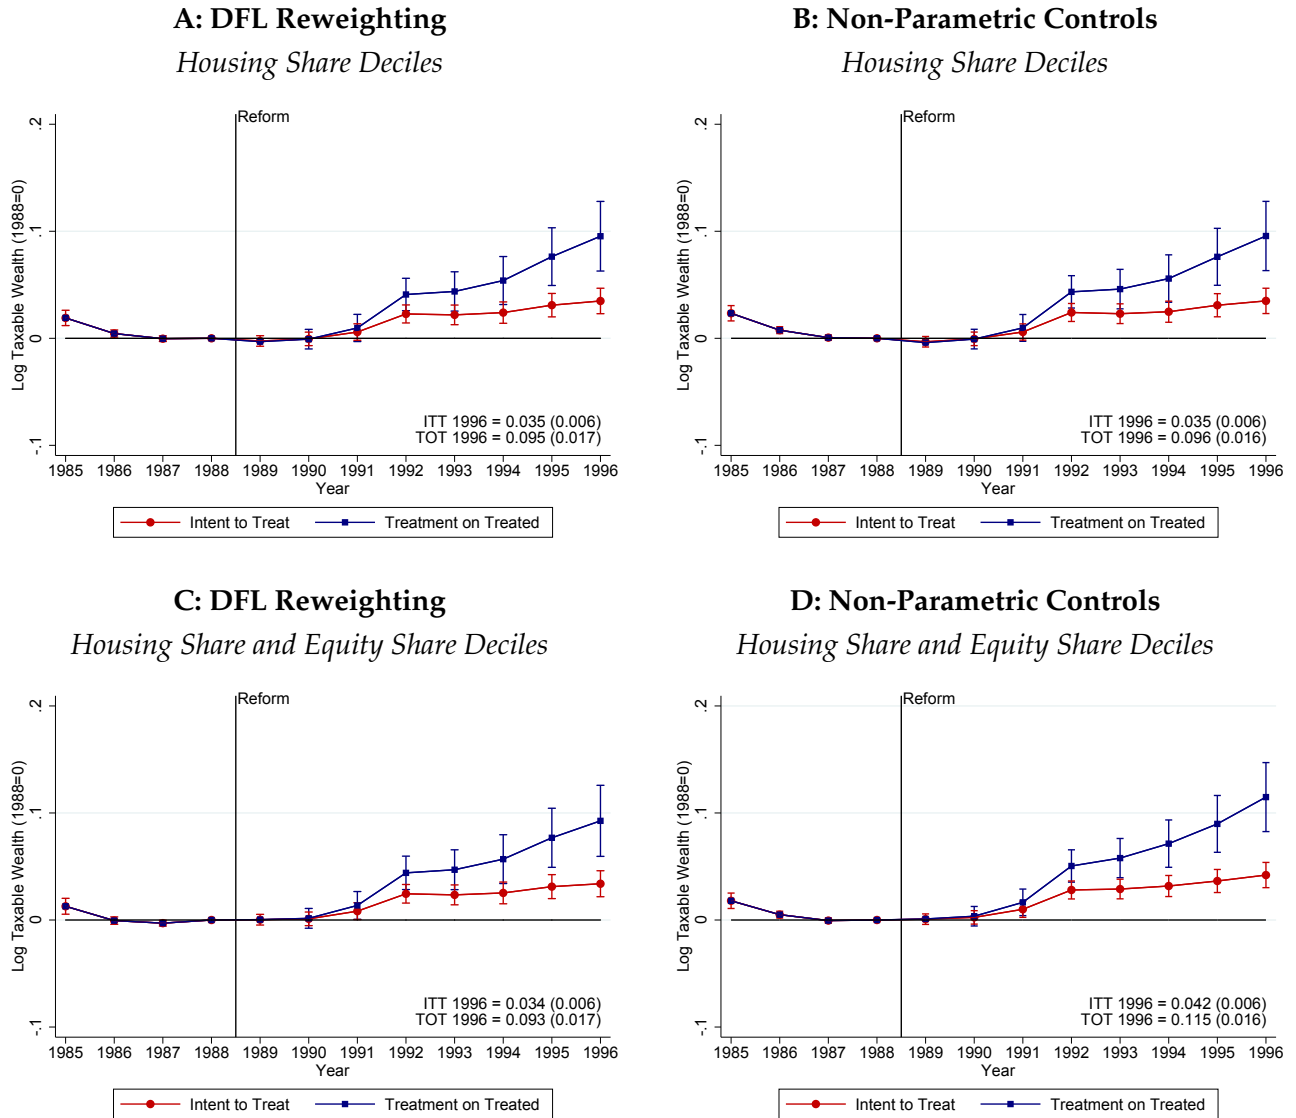 A: DFL Reweighting
Housing Share Deciles
Reform
Log Taxable Wealth (1988=0)
.2
.1
0
-.1
ITT 1996 = 0.035 (0.006)
TOT 1996 = 0.095 (0.017)
1985 1986 1987 1988 1989 1990 1991 1992 1993 1994 1995 1996
Year
Intent to Treat Treatment on Treated
B: Non-Parametric Controls
Housing Share Deciles
Reform
Log Taxable Wealth (1988=0)
.2
.1
0
-.1
ITT 1996 = 0.035 (0.006)
TOT 1996 = 0.096 (0.016)
1985 1986 1987 1988 1989 1990 1991 1992 1993 1994 1995 1996
Year
Intent to Treat Treatment on Treated
C: DFL Reweighting
Housing Share and Equity Share Deciles
Reform
Log Taxable Wealth (1988=0)
.2
.1
0
-.1
ITT 1996 = 0.034 (0.006)
TOT 1996 = 0.093 (0.017)
1985 1986 1987 1988 1989 1990 1991 1992 1993 1994 1995 1996
Year
Intent to Treat Treatment on Treated
D: Non-Parametric Controls
Housing Share and Equity Share Deciles
Reform
Log Taxable Wealth (1988=0)
.2
.1
0
-.1
ITT 1996 = 0.042 (0.006)
TOT 1996 = 0.115 (0.016)
1985 1986 1987 1988 1989 1990 1991 1992 1993 1994 1995 1996
Year
Intent to Treat Treatment on Treated